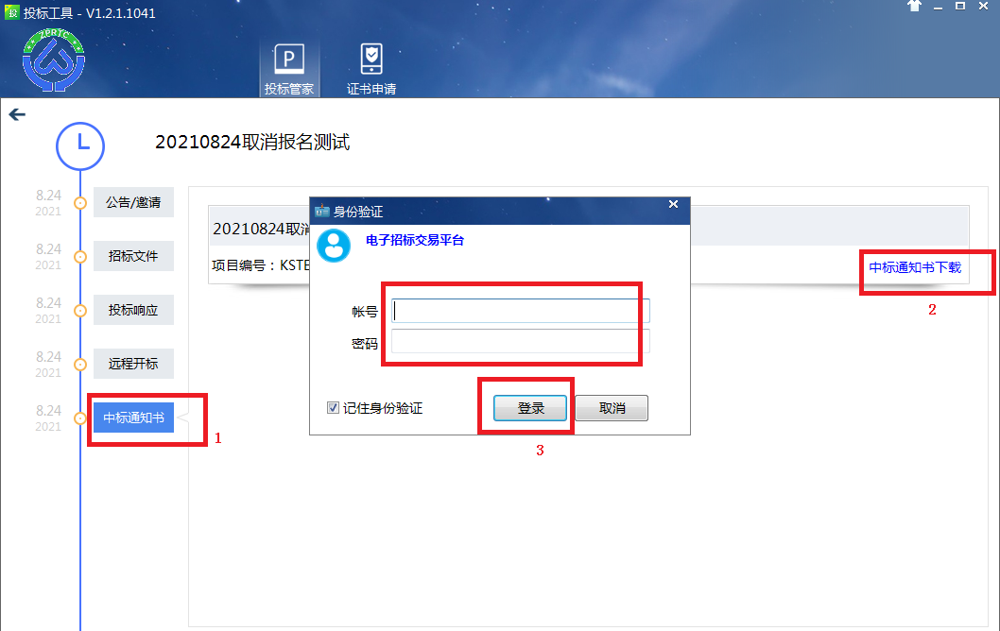 投标工具 - V1.2.1.1041
ZPRTC
P
投标管家
证书申请
20210824取消报名测试
8.24
2021
公告/邀请
8.24
2021
招标文件
8.24
2021
投标响应
8.24
2021
远程开标
8.24
2021
中标通知书
1
20210824取消
项目编号：KSTE
中标通知书下载
2
身份验证
电子招标交易平台
帐号
密码
记住身份验证
登录
取消
3